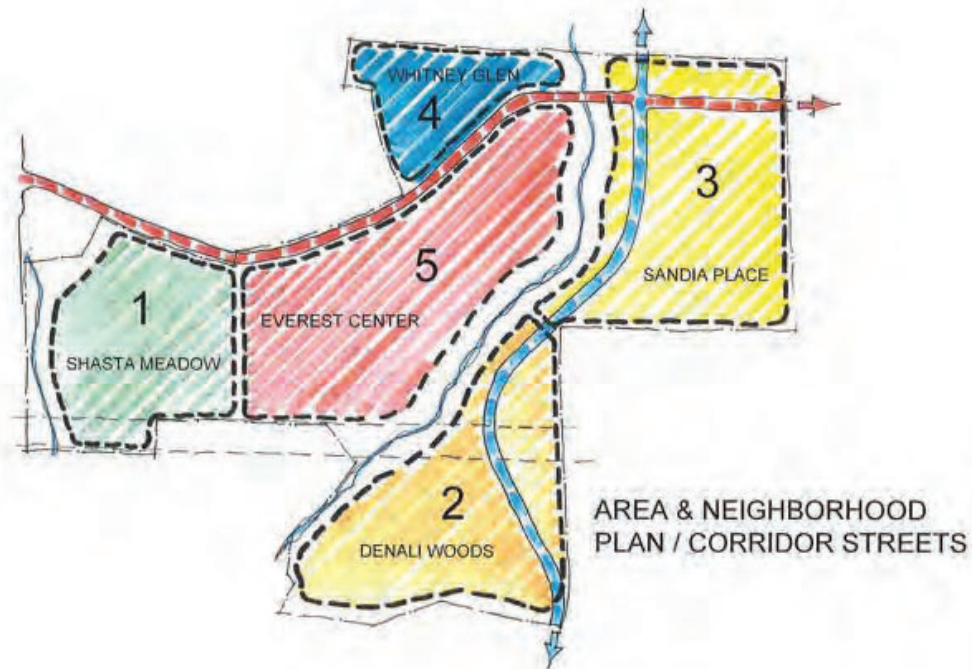 WHITNEY GLEN
4
3
SANDIA PLACE
5
EVEREST CENTER
1
SHASTA MEADOW
2
DENALI WOODS
AREA & NEIGHBORHOOD
PLAN / CORRIDOR STREETS